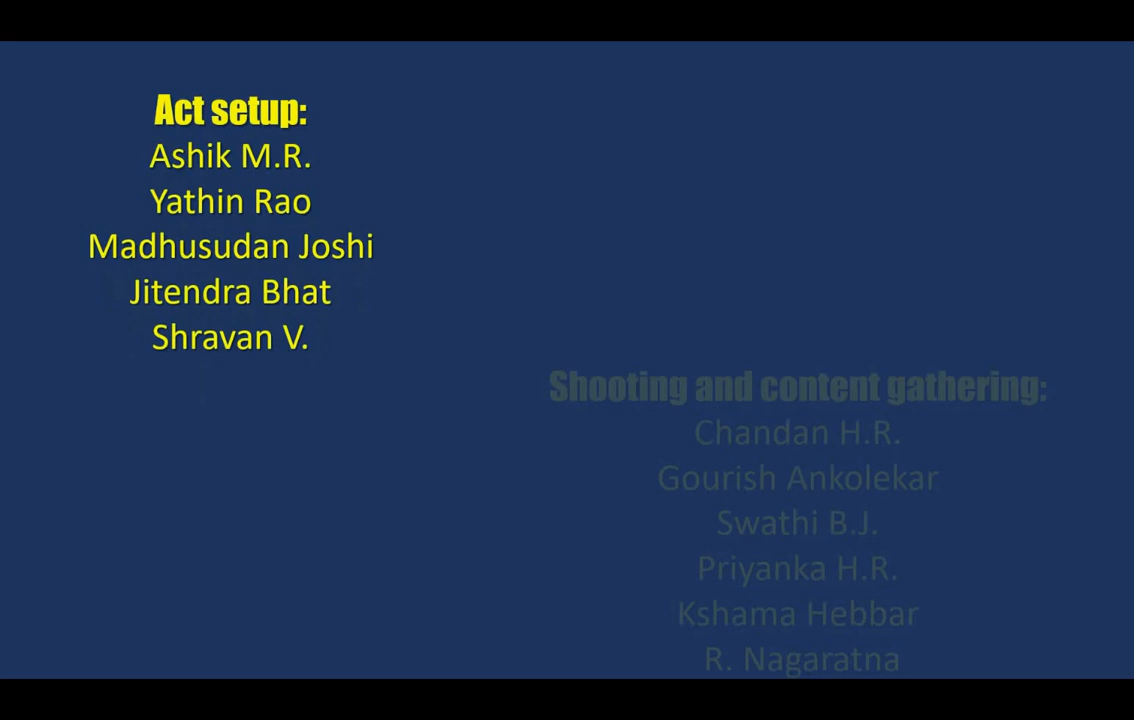 Act setup:
Ashik M.R.
Yathin Rao
Madhusudan Joshi
Jitendra Bhat
Shravan V.
Shooting and content gathering:
Chandan H.R.
Gourish Ankolekar
Swathi B.J.
Priyanka H.R.
Kshama Hebbar
R. Nagaratna